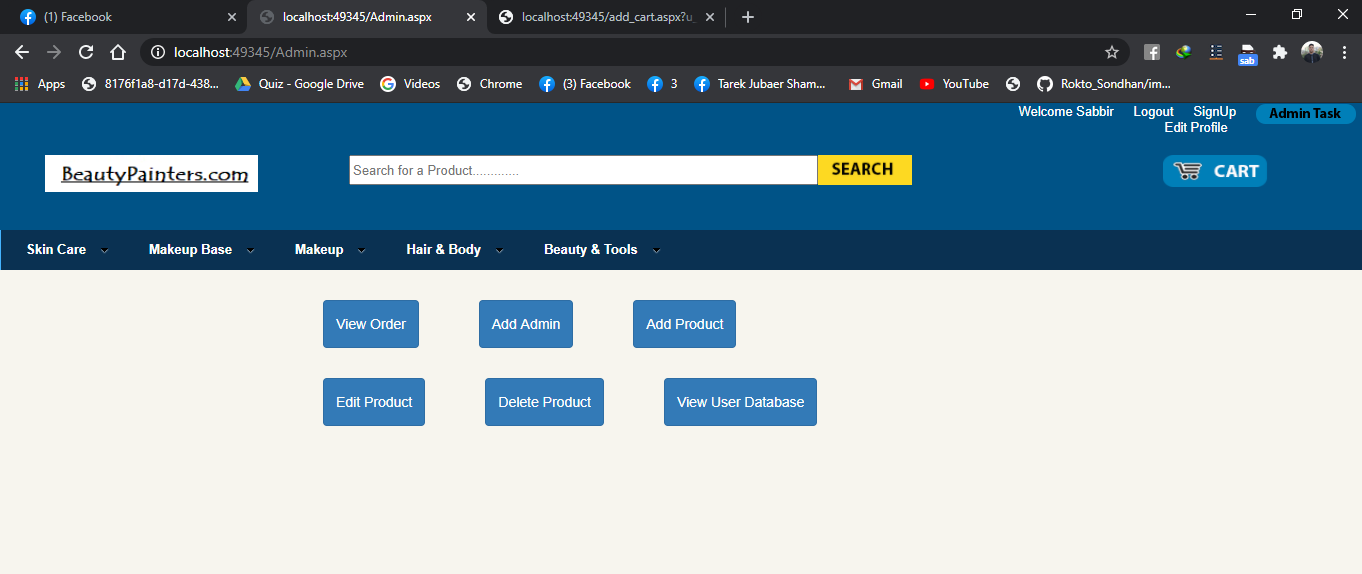 (1) Facebook
localhost:49345/Admin.aspx
localhost:49345/add_cart.aspx?u_
localhost:49345/Admin.aspx
sab
Apps
8176f1a8-d17d-438...
Quiz - Google Drive
Videos
Chrome
(3) Facebook
3
Tarek Jubaer Sham...
Gmail
YouTube
Rokto_Sondhan/im...
Welcome Sabbir Logout SignUp Admin Task
Edit Profile
BeautyPainters.com
Search for a Product.............
SEARCH
CART
Skin Care Makeup Base Makeup Hair & Body Beauty & Tools
View Order Add Admin Add Product
Edit Product Delete Product View User Database